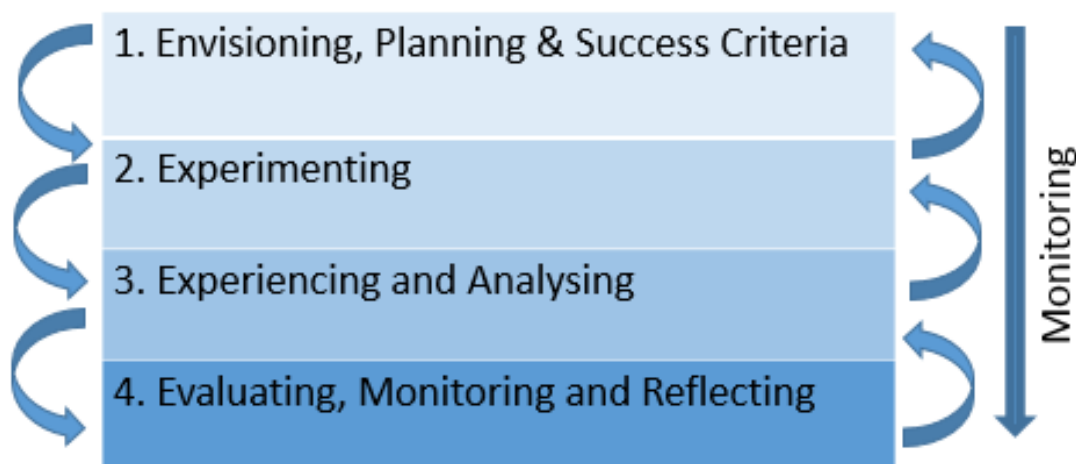 1. Envisioning, Planning & Success Criteria
2. Experimenting
3. Experiencing and Analysing
4. Evaluating, Monitoring and Reflecting
Monitoring